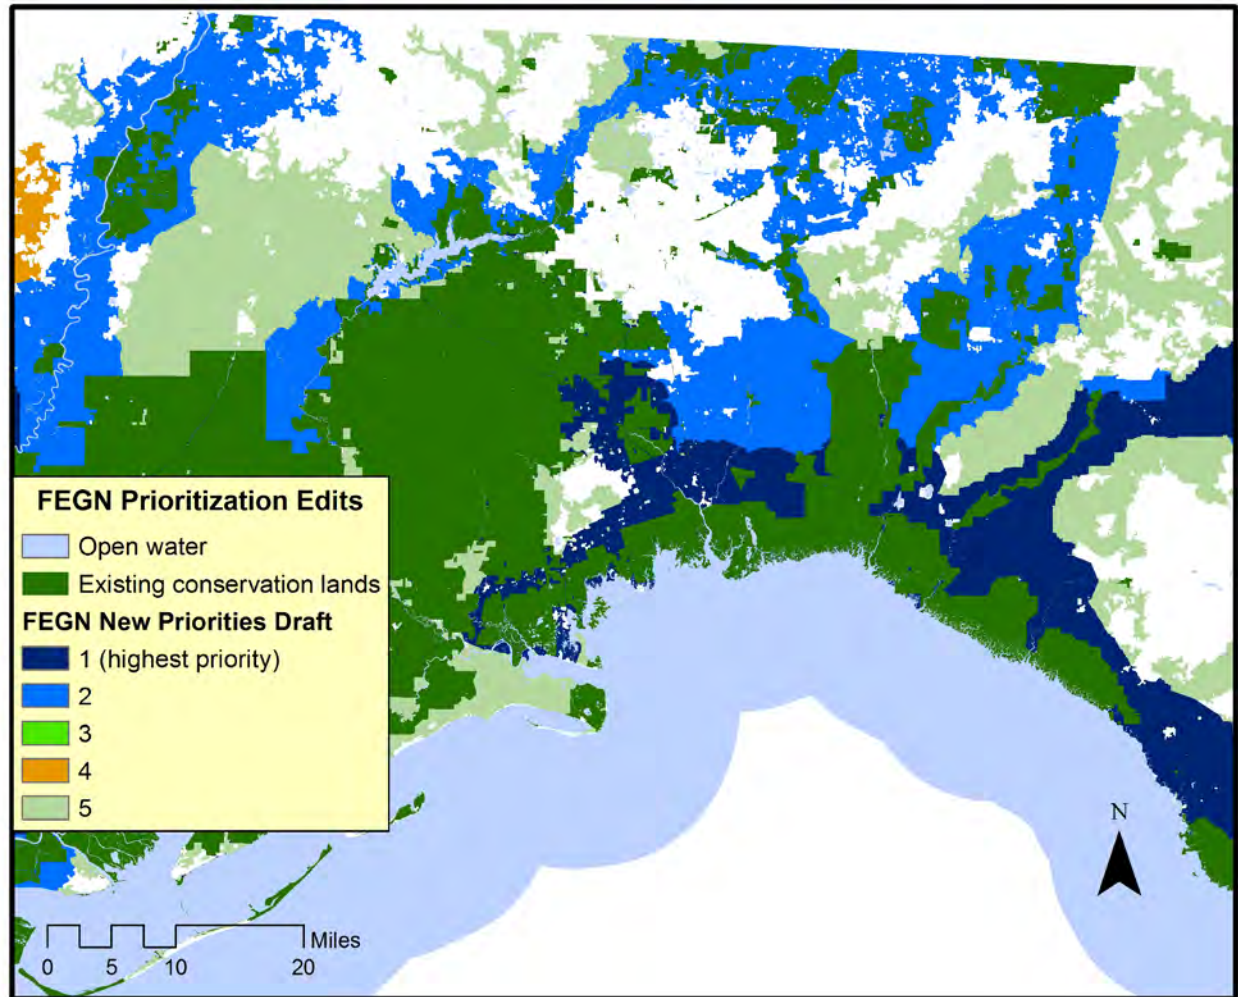 FEGN Prioritization Edits
Open water
Existing conservation lands
FEGN New Priorities Draft
1 (highest priority)
2
3
4
5
N
Miles
0 5 10 20